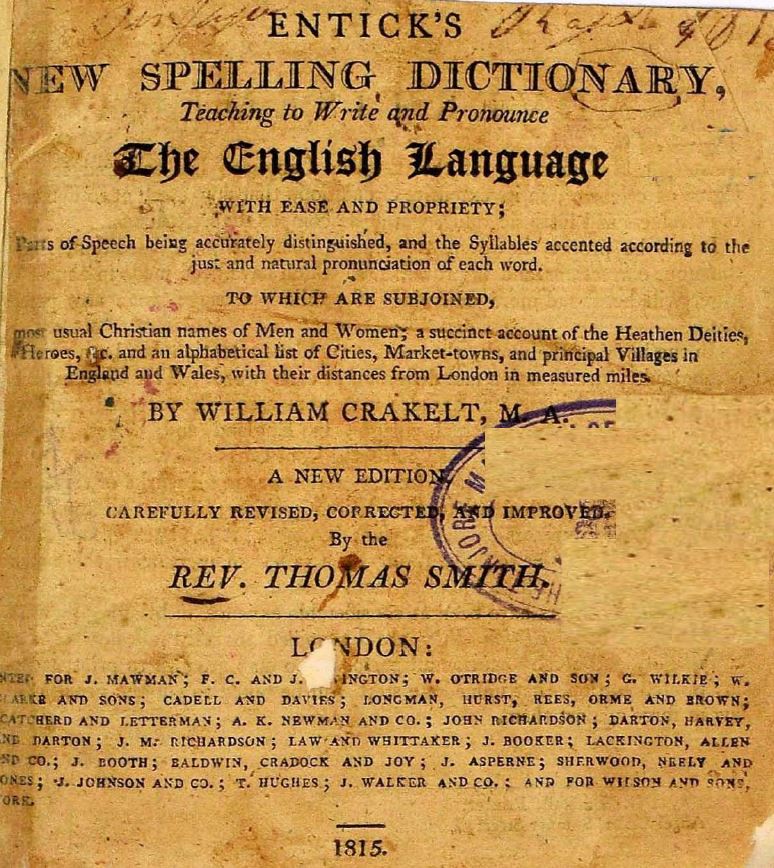 ENTICK'S
NEW SPELLING DICTIONARY,
Teaching to Write and Pronounce
The English Language
WITH EASE AND PROPRIETY;
Parts of Speech being accurately distinguished, and the Syllables accented according to the
just and natural pronunciation of each word.
TO WHICH ARE SUBJOINED,
most usual Christian names of Men and Women; a succinct account of the Heathen Deities,
Heroes, &c. and an alphabetical list of Cities, Market-towns, and principal Villages in
England and Wales, with their distances from London in measured miles.
BY WILLIAM CRAKELT, M. A.
A NEW EDITION
CAREFULLY REVISED, CORRECTED, AND IMPROVED,
By the
REV. THOMAS SMITH.
LONDON:
FOR J. MAWMAN; F. C. AND J. INGTON; W. OTRIDGE AND SON; G. WILKIE; W.
AND SONS; CADELL AND DAVIES; LONGMAN, HURST, REES, ORME AND BROWN;
CATCHERD AND LETTERMAN; A. K. NEWMAN AND CO.; JOHN RICHARDSON; DARTON, HARVEY,
AND DARTON; J. M. RICHARDSON; LAW AND WHITTAKER; J. BOOKER; LACKINGTON, ALLEN
AND CO.; J. BOOTH; BALDWIN, CRADOCK AND JOY; J. ASPERNE; SHERWOOD, NEELY AND
ONES; J. JOHNSON AND CO.; T. HUGHES; J. WALKER AND CO.; AND FOR WILSON AND SONS,
ORK.
1815.